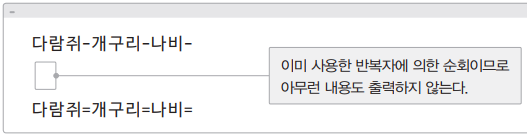 다람쥐-개구리-나비-
이미 사용한 반복자에 의한 순회이므로
아무런 내용도 출력하지 않는다.
다람쥐=개구리=나비=